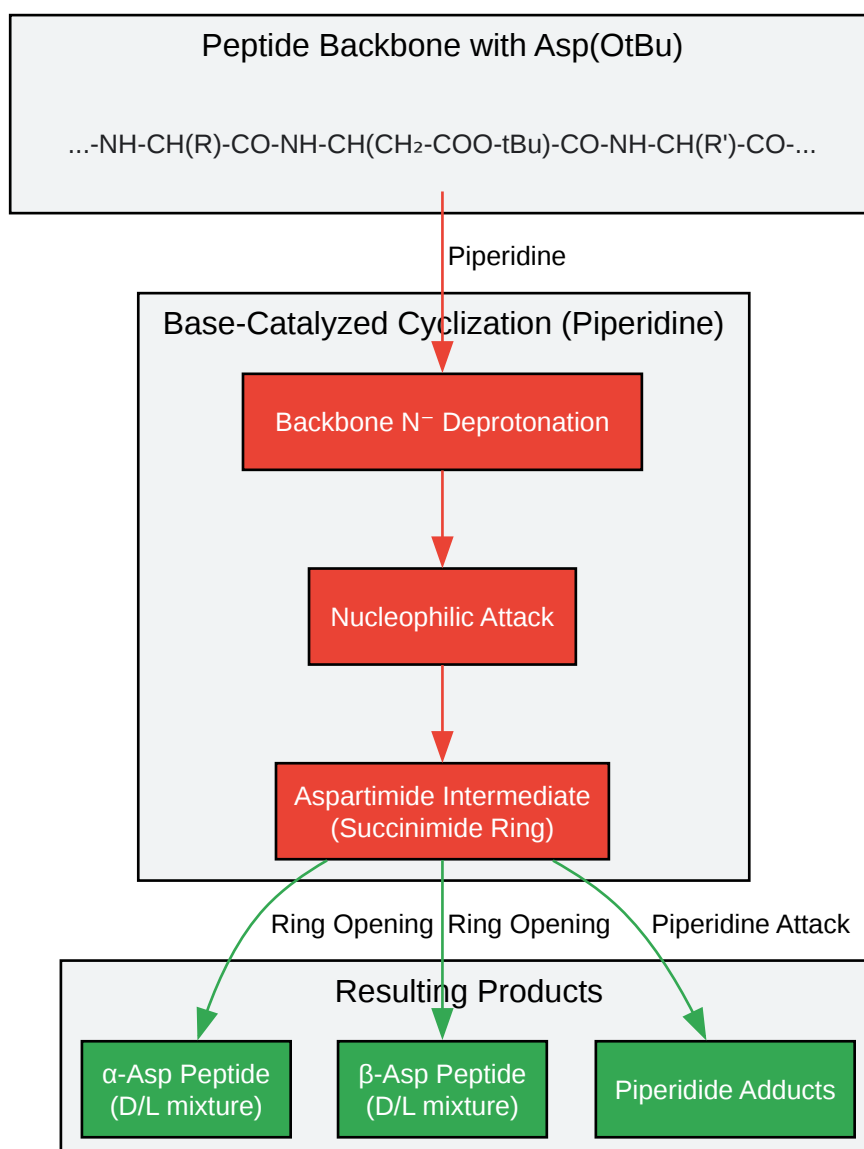 Peptide Backbone with Asp(OtBu)
...-NH-CH(R)-CO-NH-CH(CH₂-COO-tBu)-CO-NH-CH(R')-CO-...
Piperidine
Base-Catalyzed Cyclization (Piperidine)
Backbone N⁻ Deprotonation
Nucleophilic Attack
Aspartimide Intermediate
(Succinimide Ring)
Ring Opening
Ring Opening
Piperidine Attack
Resulting Products
α-Asp Peptide
(D/L mixture)
β-Asp Peptide
(D/L mixture)
Piperidide Adducts